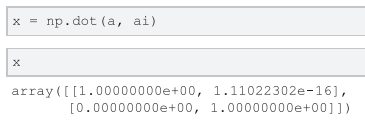 x = np.dot(a, ai)
x
array([[1.00000000e+00, 1.11022302e-16],
       [0.00000000e+00, 1.00000000e+00]])